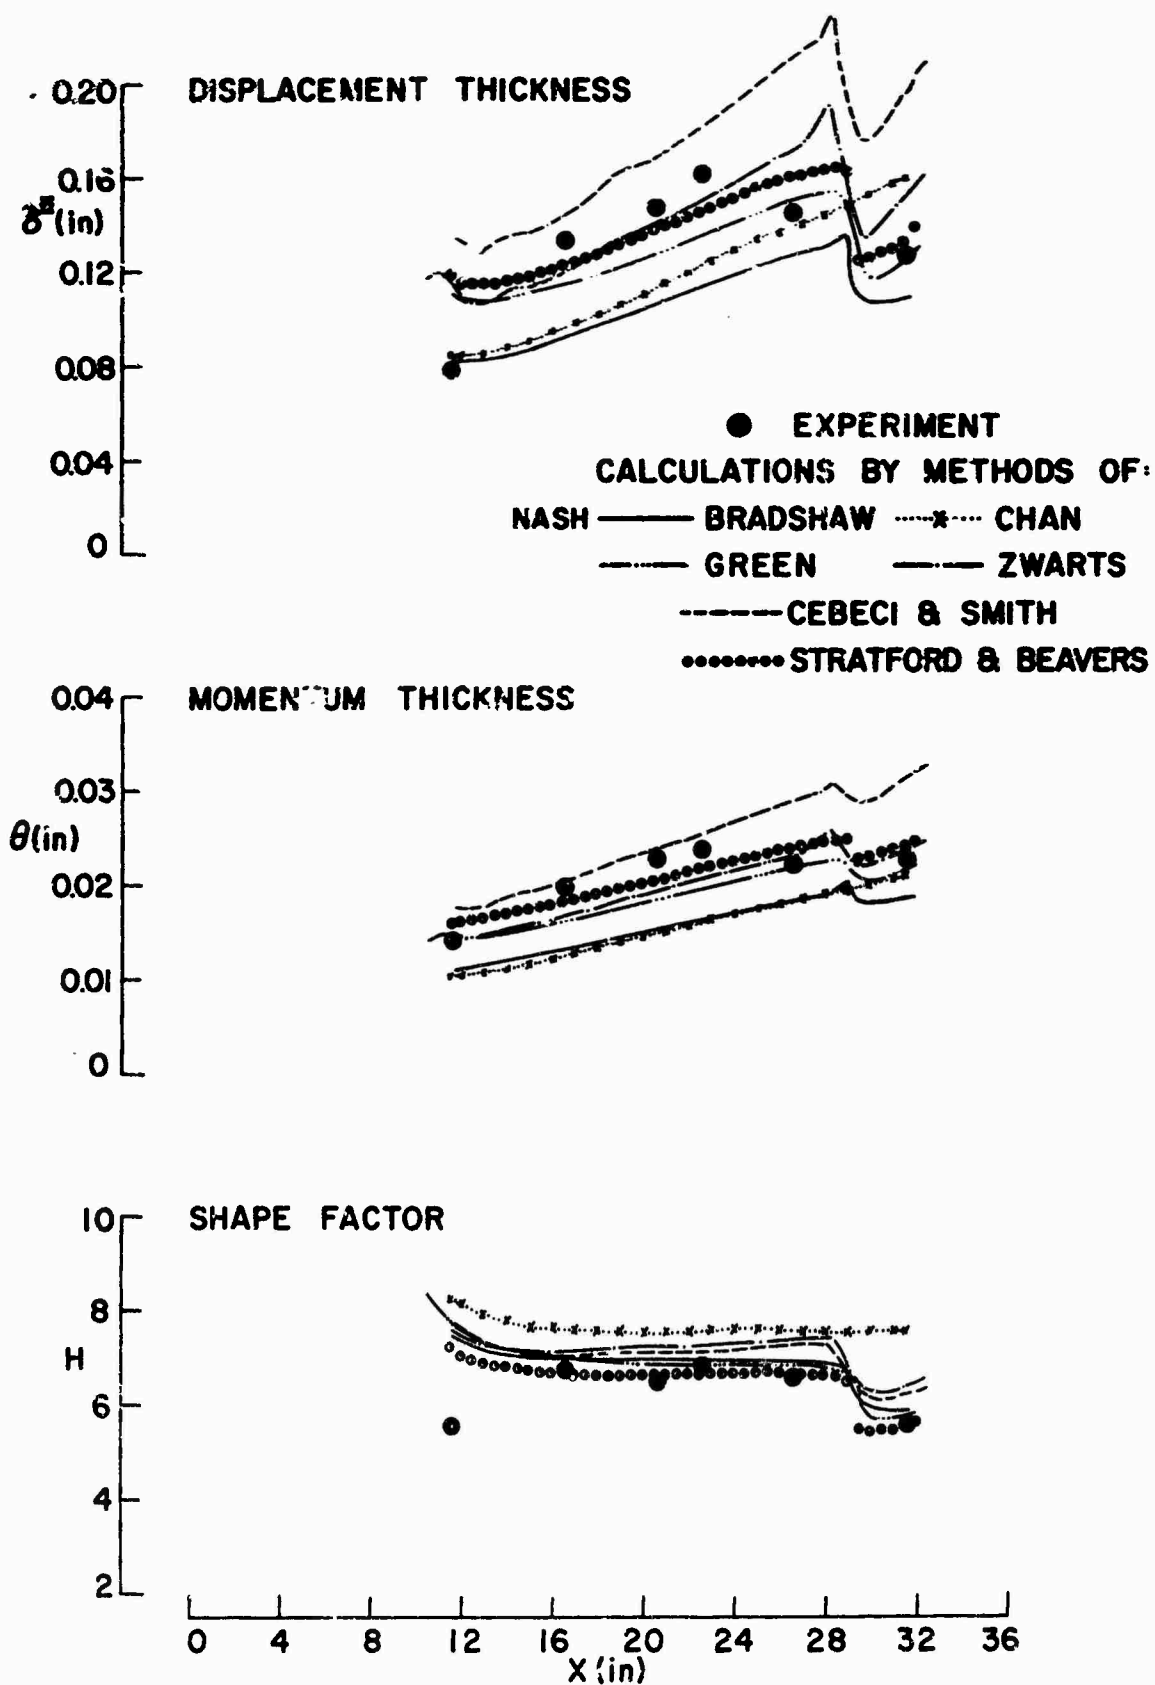 0.20 DISPLACEMENT THICKNESS
0.16
δ* (in)
0.12
0.08
0.04
0
● EXPERIMENT
CALCULATIONS BY METHODS OF:
NASH BRADSHAW CHAN
GREEN ZWARTS
CEBECI & SMITH
STRATFORD & BEAVERS
0.04 MOMENTUM THICKNESS
0.03
θ(in)
0.02
0.01
0
10 SHAPE FACTOR
8
H
6
4
2
0 4 8 12 16 20 24 28 32 36
X (in)